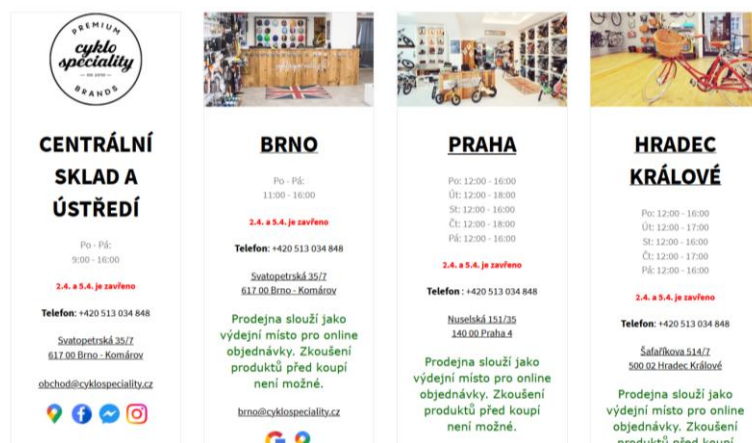 PREMIUM
cyklo
speciality
BRANDS
CENTRÁLNÍ
SKLAD A
ÚSTŘEDÍ
Po - Pá:
9:00 - 16:00
2.4. a 5.4. je zavřeno
Telefon: +420 513 034 848
Svatopetrská 35/7
617 00 Brno - Komárov
obchod@cyklospeciality.cz
BRNO
Po - Pá:
11:00 - 16:00
2.4. a 5.4. je zavřeno
Telefon: +420 513 034 848
Svatopetrská 35/7
617 00 Brno - Komárov
Prodejna slouží jako
výdejní místo pro online
objednávky. Zkoušení
produktů před koupí
není možné.
brno@cyklospeciality.cz
PRAHA
Po: 12:00 - 16:00
Út: 12:00 - 18:00
St: 12:00 - 16:00
Čt: 12:00 - 18:00
Pá: 12:00 - 16:00
2.4. a 5.4. je zavřeno
Telefon : +420 513 034 848
Nuselská 151/35
140 00 Praha 4
Prodejna slouží jako
výdejní místo pro online
objednávky. Zkoušení
produktů před koupí
není možné.
HRADEC
KRÁLOVÉ
Po: 12:00 - 16:00
Út: 12:00 - 17:00
St: 12:00 - 16:00
Čt: 12:00 - 17:00
Pá: 12:00 - 16:00
2.4. a 5.4. je zavřeno
Telefon: +420 513 034 848
Šafaříkova 514/7
500 02 Hradec Králové
Prodejna slouží jako
výdejní místo pro online
objednávky. Zkoušení
produktů před koupí